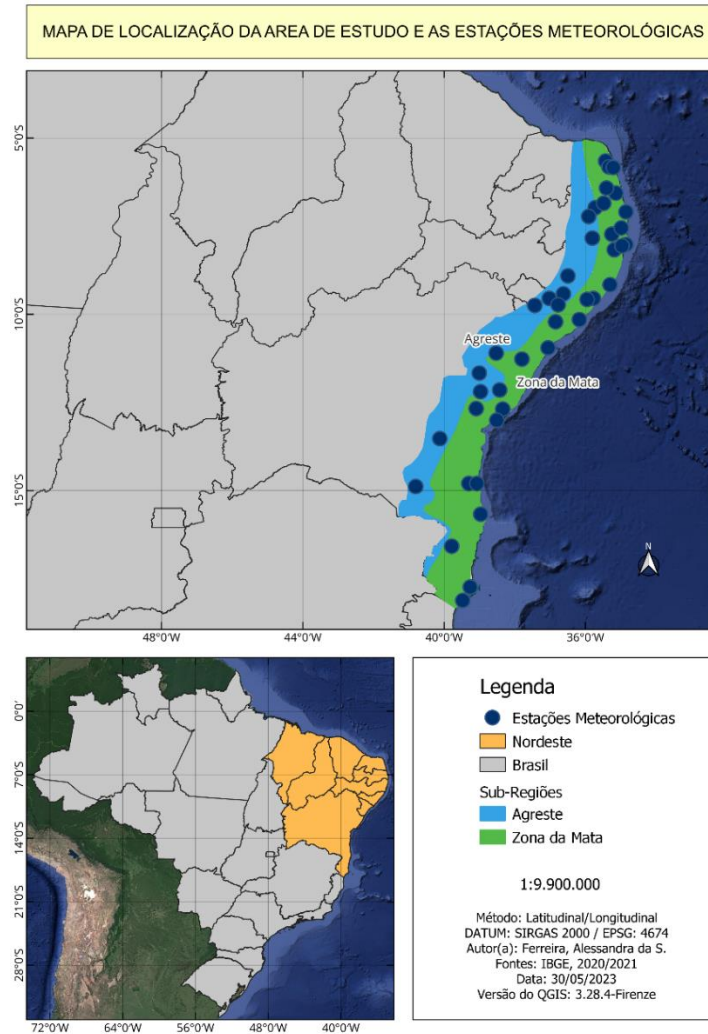 MAPA DE LOCALIZAÇÃO DA AREA DE ESTUDO E AS ESTAÇÕES METEOROLÓGICAS
5°0'S
10°0'S
15°0'S
Agreste
Zona da Mata
N
48°0'W 44°0'W 40°0'W 36°0'W
0°0'
7°0'S
14°0'S
21°0'S
28°0'S
72°0'W 64°0'W 56°0'W 48°0'W 40°0'W
Legenda
Estações Meteorológicas
Nordeste
Brasil
Sub-Regiões
Agreste
Zona da Mata
1:9.900.000
Método: Latitudinal/Longitudinal
DATUM: SIRGAS 2000 / EPSG: 4674
Autor(a): Ferreira, Alessandra da S.
Fontes: IBGE, 2020/2021
Data: 30/05/2023
Versão do QGIS: 3.28.4-Firenze